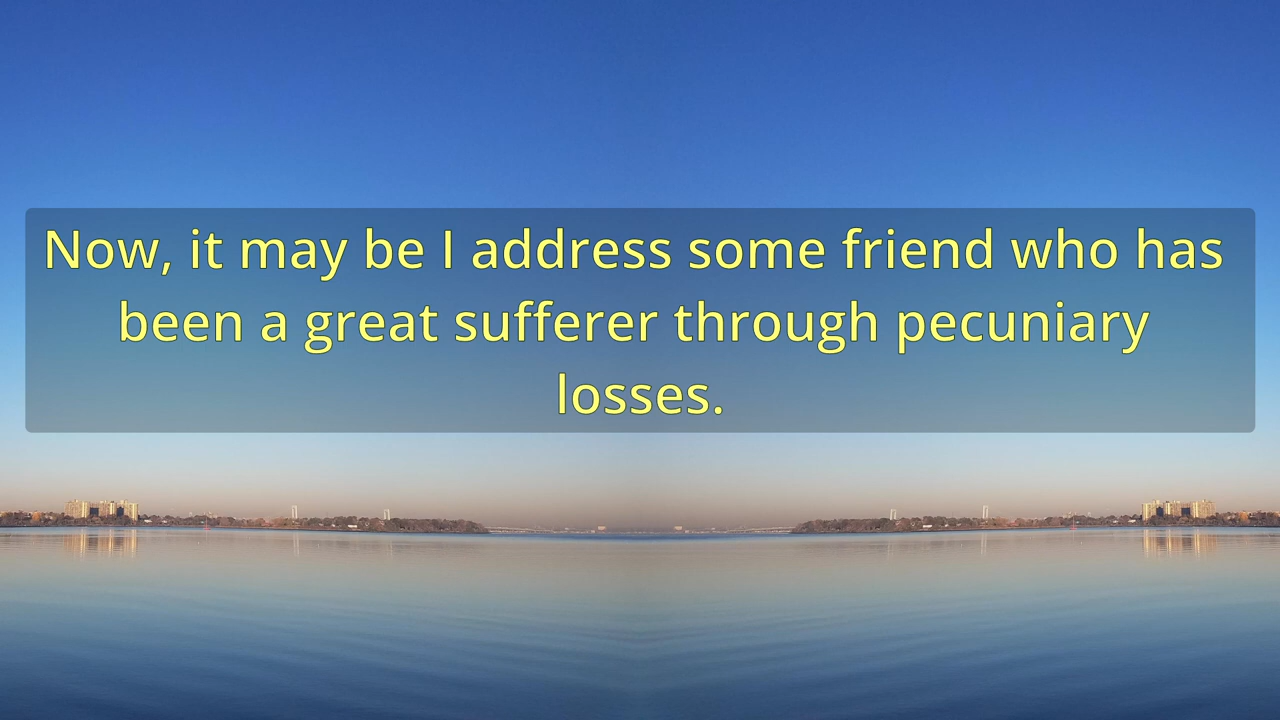 Now, it may be I address some friend who has
been a great sufferer through pecuniary
losses.